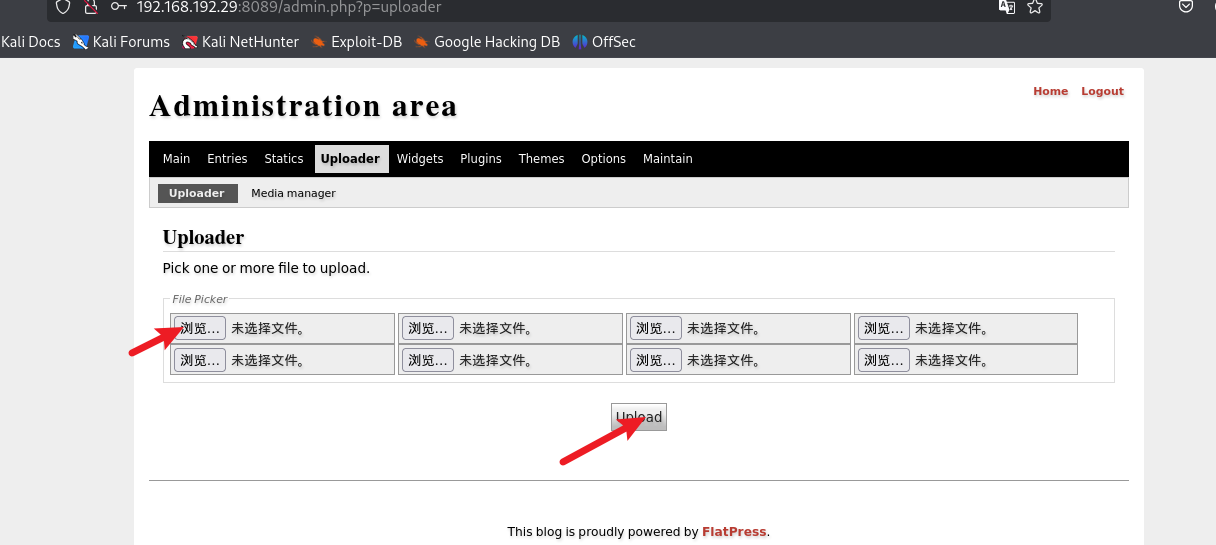 192.168.192.29:8089/admin.php?p=uploader
Kali Docs Kali Forums Kali NetHunter Exploit-DB Google Hacking DB OffSec
Home Logout
Administration area
Main Entries Statics Uploader Widgets Plugins Themes Options Maintain
Uploader Media manager
Uploader
Pick one or more file to upload.
File Picker
浏览… 未选择文件。 浏览… 未选择文件。 浏览… 未选择文件。 浏览… 未选择文件。
浏览… 未选择文件。 浏览… 未选择文件。 浏览… 未选择文件。 浏览… 未选择文件。
Upload
This blog is proudly powered by FlatPress.